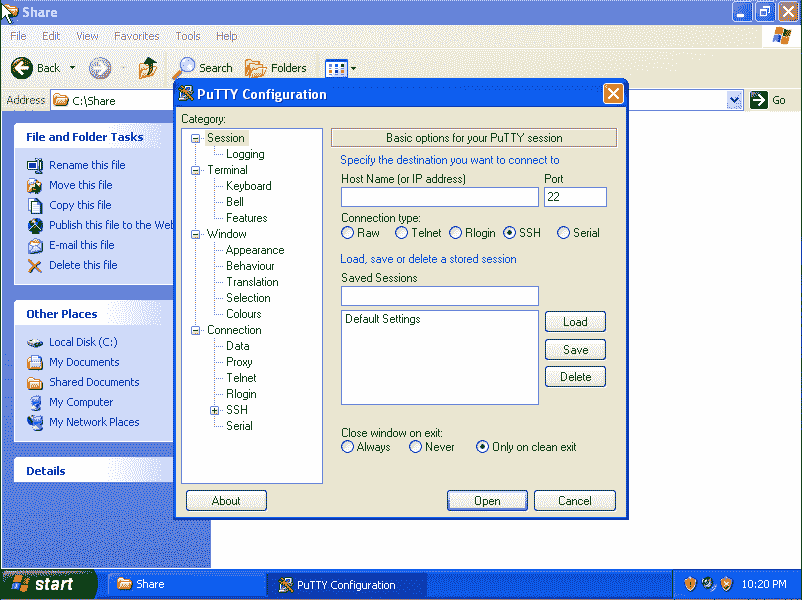 Share
File Edit View Favorites Tools Help
Back Search Folders
Address C:\Share Go
File and Folder Tasks
Rename this file
Move this file
Copy this file
Publish this file to the Web
E-mail this file
Delete this file
Other Places
Local Disk (C:)
My Documents
Shared Documents
My Computer
My Network Places
Details
PuTTY Configuration
Category:
Session
Logging
Terminal
Keyboard
Bell
Features
Window
Appearance
Behaviour
Translation
Selection
Colours
Connection
Data
Proxy
Telnet
Rlogin
SSH
Serial
Basic options for your PuTTY session
Specify the destination you want to connect to
Host Name (or IP address) Port
22
Connection type:
Raw Telnet Rlogin SSH Serial
Load, save or delete a stored session
Saved Sessions
Default Settings
Load
Save
Delete
Close window on exit:
Always Never Only on clean exit
About Open Cancel
start Share PuTTY Configuration 10:20 PM